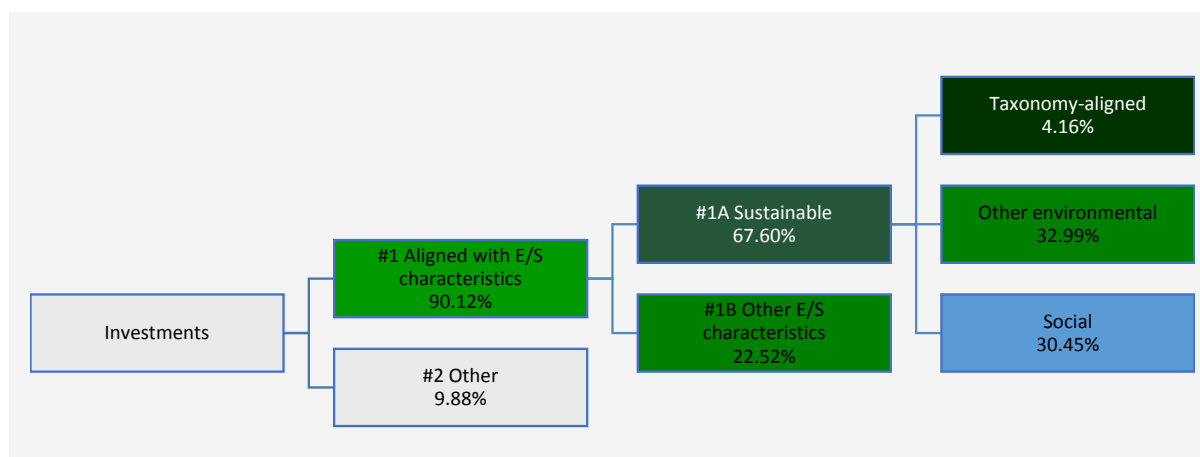 Investments
#1 Aligned with E/S
characteristics
90.12%
#2 Other
9.88%
#1A Sustainable
67.60%
#1B Other E/S
characteristics
22.52%
Taxonomy-aligned
4.16%
Other environmental
32.99%
Social
30.45%